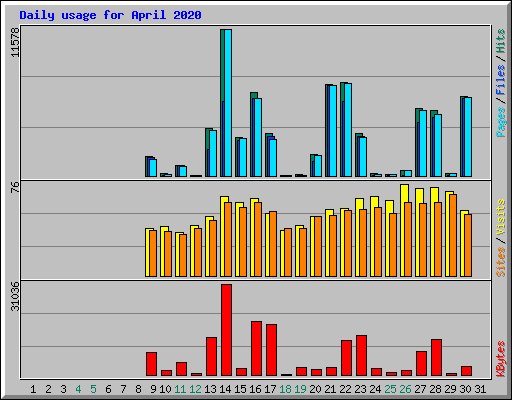 Daily usage for April 2020
11578
Pages / Files / Hits
76
Sites / Visits
31036
KBytes
1 2 3 4 5 6 7 8 9 10 11 12 13 14 15 16 17 18 19 20 21 22 23 24 25 26 27 28 29 30 31